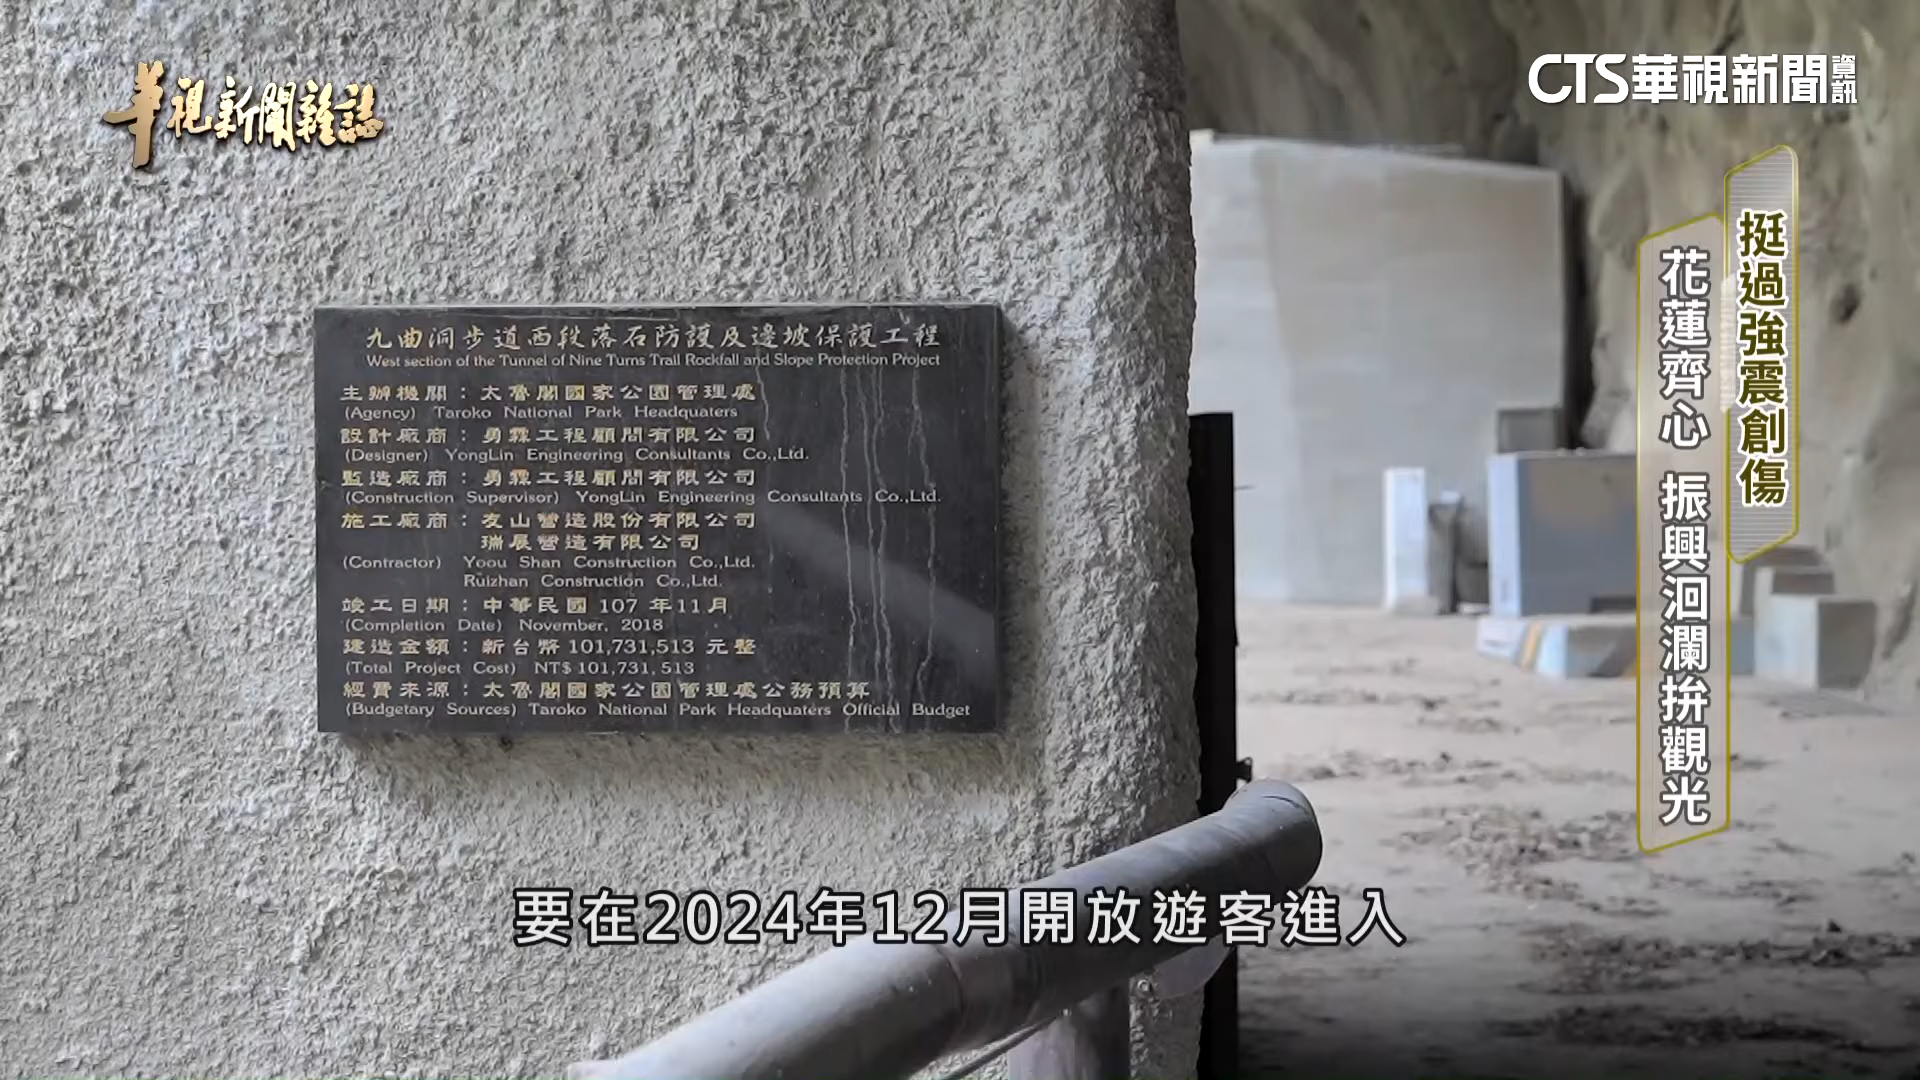 華視新聞雜誌
CTS華視新聞資訊
挺過強震創傷
花蓮齊心 振興洄瀾拚觀光
九曲洞步道西段落石防護及邊坡保護工程
West section of the Tunnel of Nine Turns Trail Rockfall and Slope Protection Project
主辦機關：太魯閣國家公園管理處
(Agency) Taroko National Park Headquaters
設計廠商：勇霖工程顧問有限公司
(Designer) YongLin Engineering Consultants Co.,Ltd.
監造廠商：勇霖工程顧問有限公司
(Construction Supervisor) YongLin Engineering Consultants Co.,Ltd.
施工廠商：友山營造股份有限公司
瑞展營造有限公司
(Contractor) Yoou Shan Construction Co.,Ltd.
Ruizhan Construction Co.,Ltd.
竣工日期：中華民國 107 年11月
(Completion Date) November, 2018
建造金額：新台幣 101,731,513 元整
(Total Project Cost) NT$ 101,731,513
經費來源：太魯閣國家公園管理處公務預算
(Budgetary Sources) Taroko National Park Headquaters Official Budget
要在2024年12月開放遊客進入